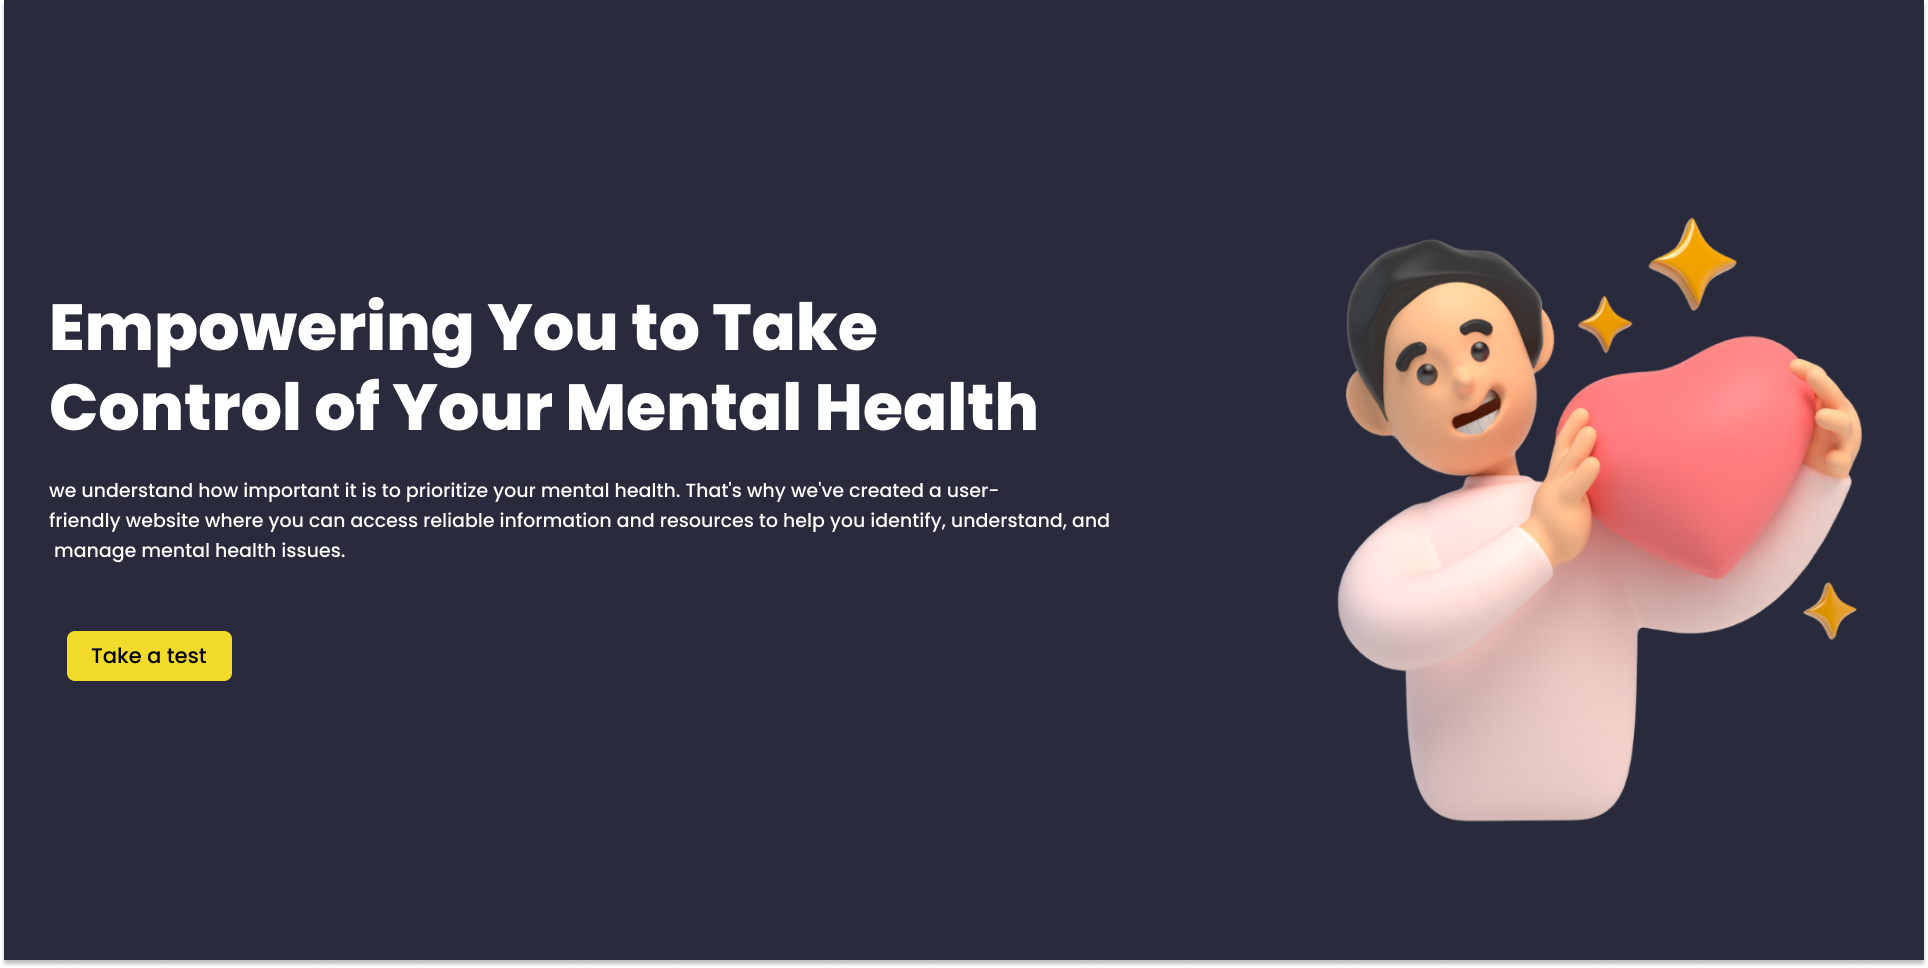 Empowering You to Take
Control of Your Mental Health
we understand how important it is to prioritize your mental health. That's why we've created a user-
friendly website where you can access reliable information and resources to help you identify, understand, and
manage mental health issues.
Take a test